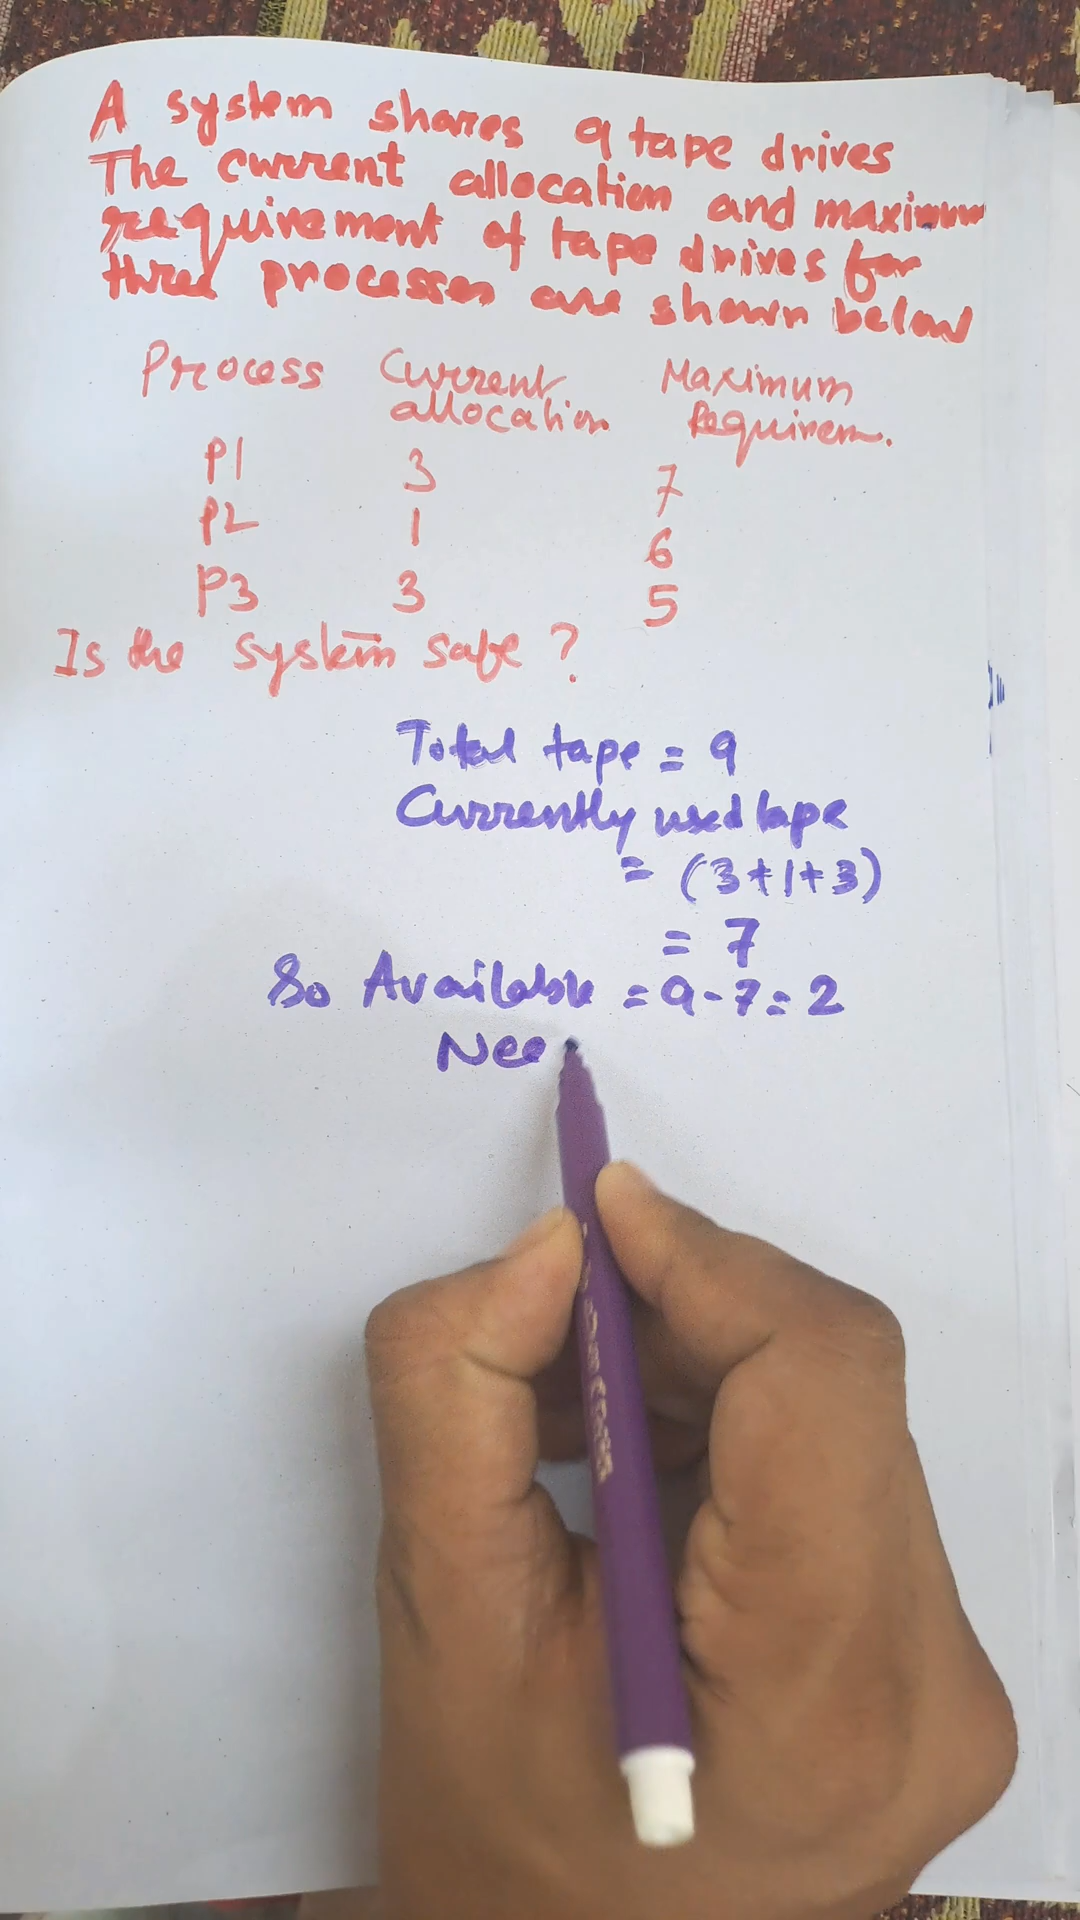 A system shares 9 tape drives
The current allocation and maximum
requirement of tape drives for
three processes are shown below
Process Current allocation Maximum Requirem.
P1 3 7
P2 1 6
P3 3 5
Is the system safe ?
Total tape = 9
Currently used tape
= (3+1+3)
= 7
So Available = 9-7=2
Nee